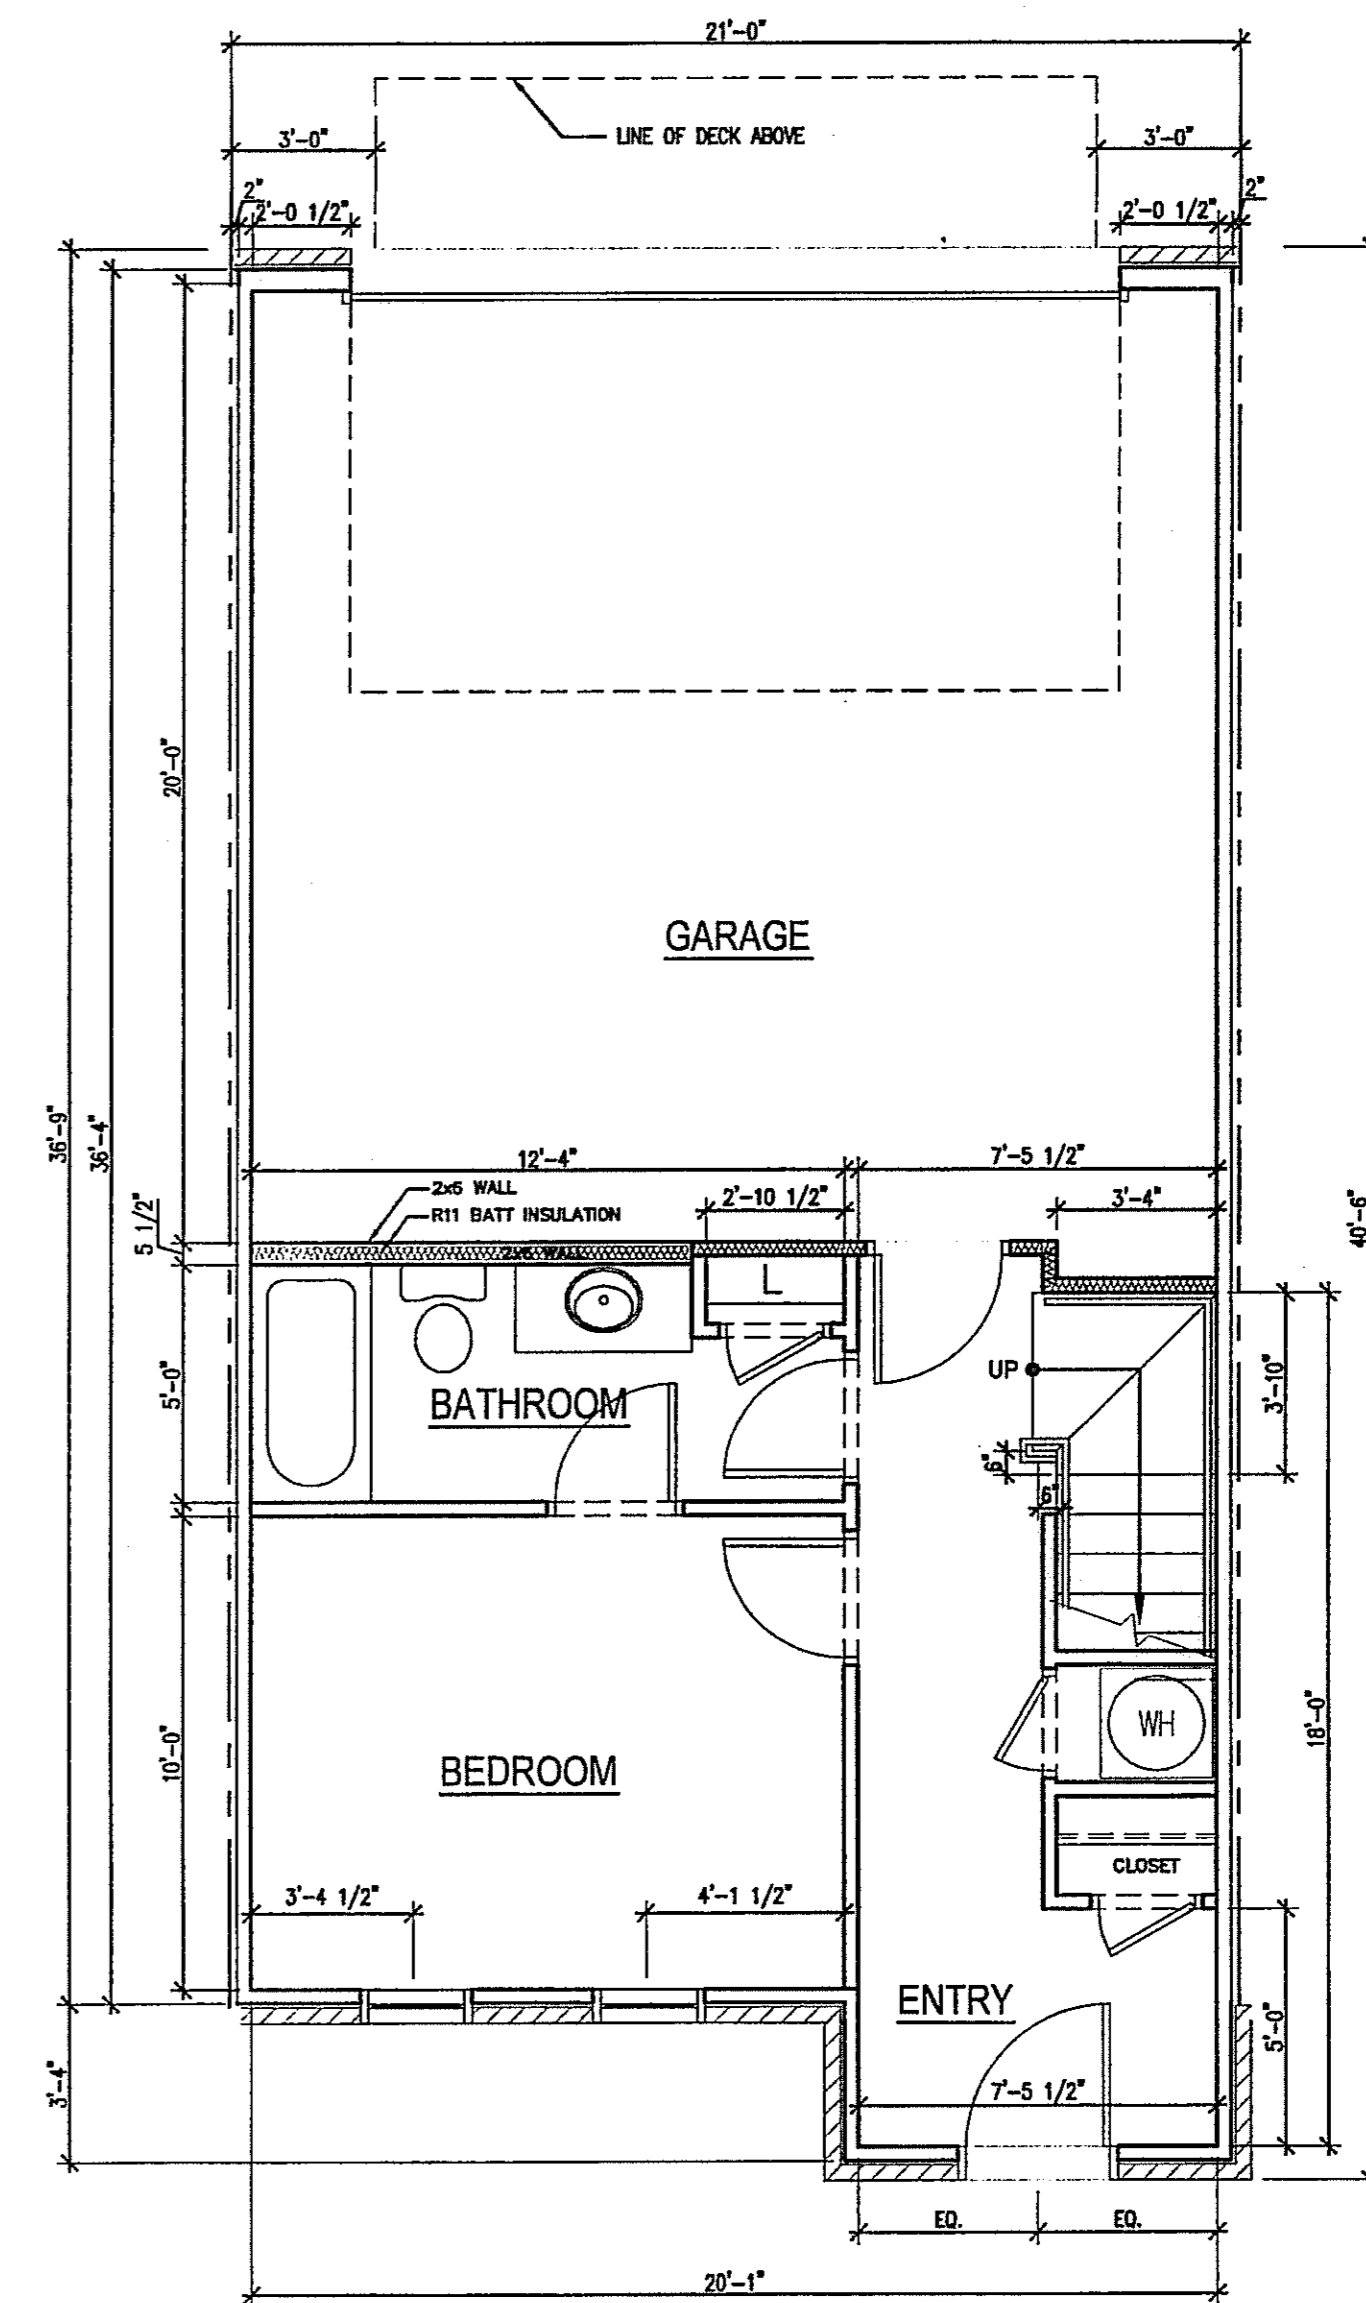 21'-0"
LINE OF DECK ABOVE
3'-0"
3'-0"
2"
2'-0 1/2"
2'-0 1/2"
2"
20'-0"
GARAGE
36'-9"
36'-4"
40'-6"
12'-4"
7'-5 1/2"
2x6 WALL
R11 BATT INSULATION
2'-10 1/2"
3'-4"
5 1/2"
2x6 WALL
L
UP
3'-10"
5'-0"
BATHROOM
6"
6"
10'-0"
BEDROOM
WH
18'-0"
CLOSET
3'-4 1/2"
4'-1 1/2"
ENTRY
5'-0"
3'-4"
7'-5 1/2"
EQ.
EQ.
20'-1"